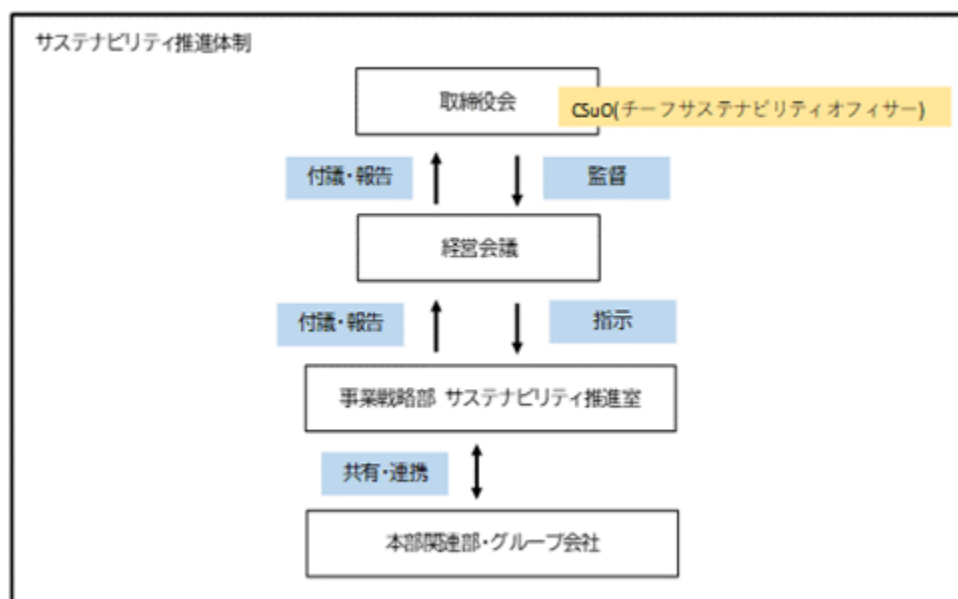 サステナビリティ推進体制
取締役会
CSuO(チーフサステナビリティオフィサー)
付議・報告
監督
経営会議
付議・報告
指示
事業戦略部 サステナビリティ推進室
共有・連携
本部関連部・グループ会社